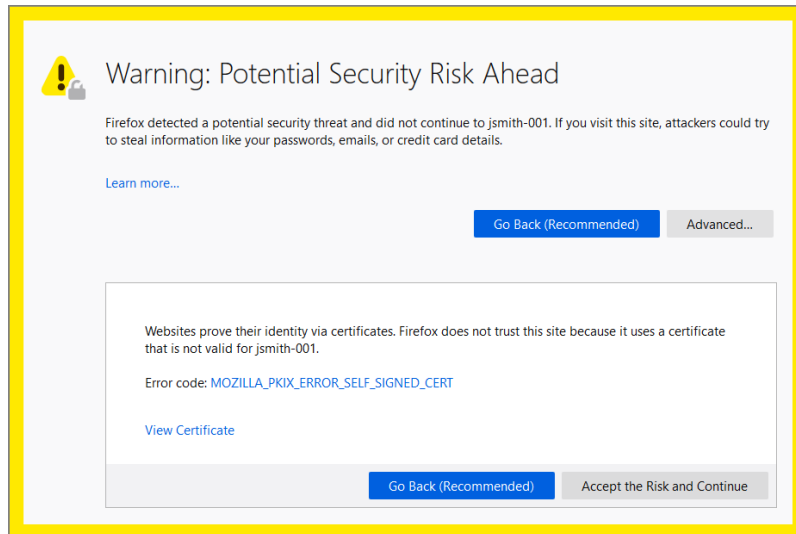 Warning: Potential Security Risk Ahead
Firefox detected a potential security threat and did not continue to jsmith-001. If you visit this site, attackers could try
to steal information like your passwords, emails, or credit card details.
Learn more...
Go Back (Recommended)
Advanced...
Websites prove their identity via certificates. Firefox does not trust this site because it uses a certificate
that is not valid for jsmith-001.
Error code: MOZILLA_PKIX_ERROR_SELF_SIGNED_CERT
View Certificate
Go Back (Recommended)
Accept the Risk and Continue